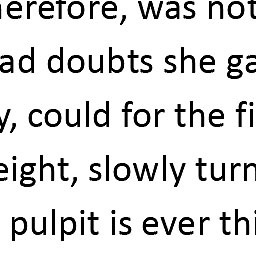 herefore, was not
ad doubts she ga
y, could for the fi
eight, slowly turn
pulpit is ever thi